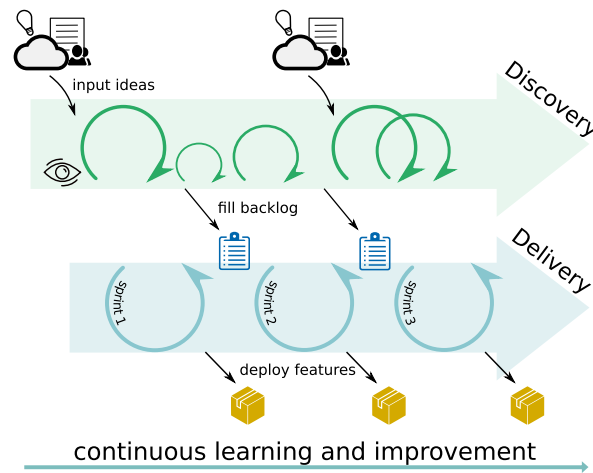 input ideas
Discovery
fill backlog
Delivery
sprint 1
sprint 2
sprint 3
deploy features
continuous learning and improvement